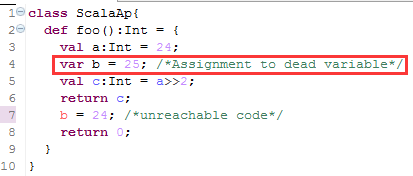 1 class ScalaAp{
2 def foo():Int = {
3 val a:Int = 24;
4 var b = 25; /*Assignment to dead variable*/
5 val c:Int = a>>2;
6 return c;
7 b = 24; /*unreachable code*/
8 return 0;
9 }
10 }